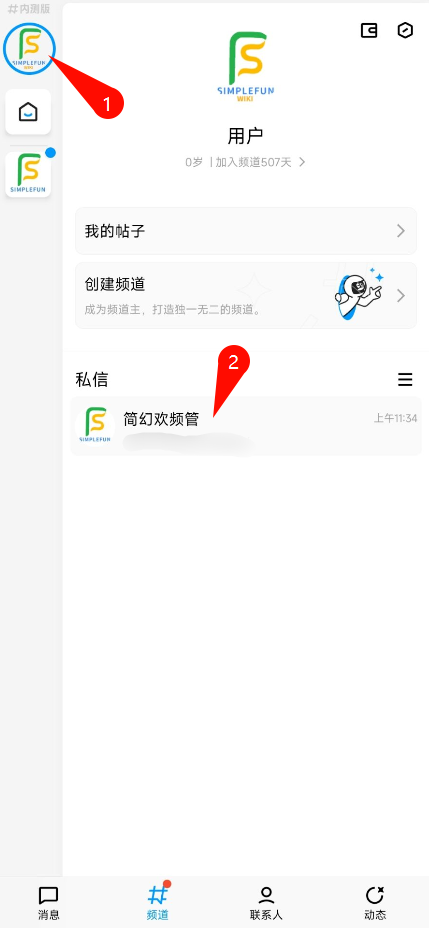 #内测版
SIMPLEFUN
WIKI
1
SIMPLEFUN
SIMPLEFUN
WIKI
用户
0岁 | 加入频道507天
我的帖子
创建频道
成为频道主，打造独一无二的频道。
2
私信
简幻欢频管
上午11:34
SIMPLEFUN
消息
频道
联系人
动态